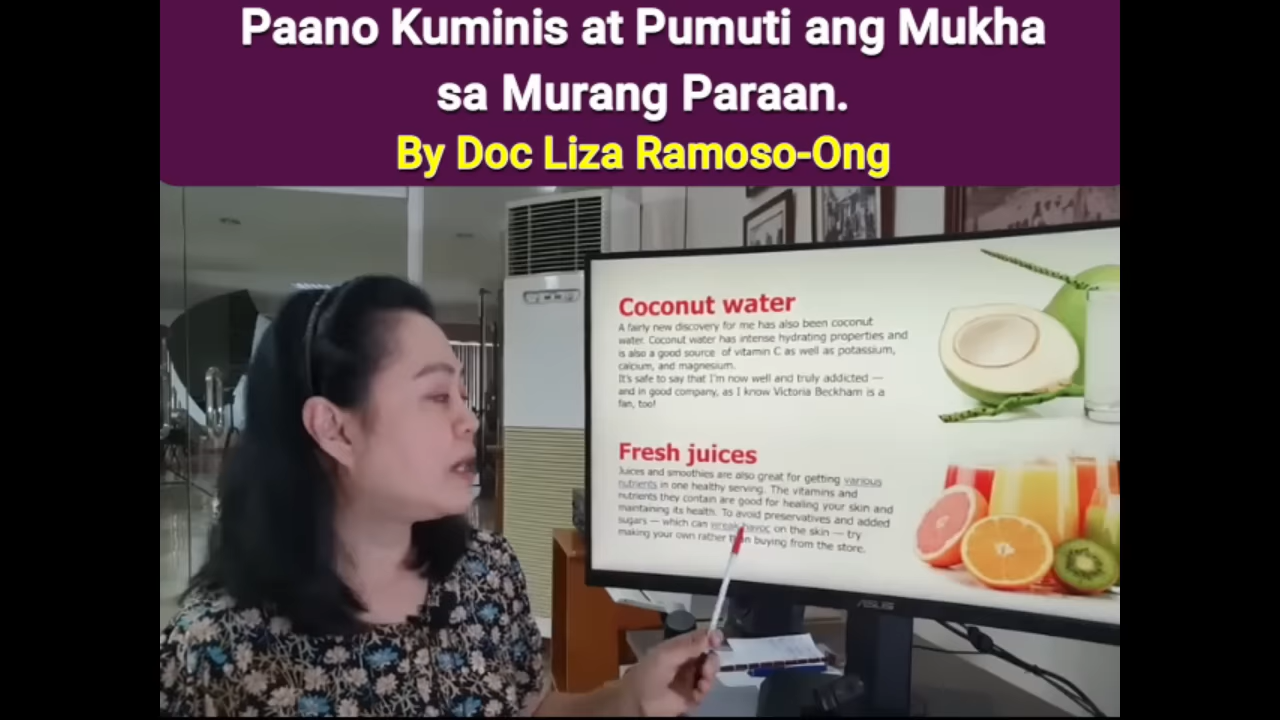 Paano Kuminis at Pumuti ang Mukha
sa Murang Paraan.
By Doc Liza Ramoso-Ong
Coconut water
A fairly new discovery for me has also been coconut
water. Coconut water has intense hydrating properties and
is also a good source of vitamin C as well as potassium,
calcium, and magnesium.
It's safe to say that I'm now well and truly addicted —
and in good company, as I know Victoria Beckham is a
fan, too!
Fresh juices
Juices and smoothies are also great for getting various
nutrients in one healthy serving. The vitamins and
nutrients they contain are good for healing your skin and
maintaining its health. To avoid preservatives and added
sugars — which can wreak havoc on the skin — try
making your own rather than buying from the store.
ASUS